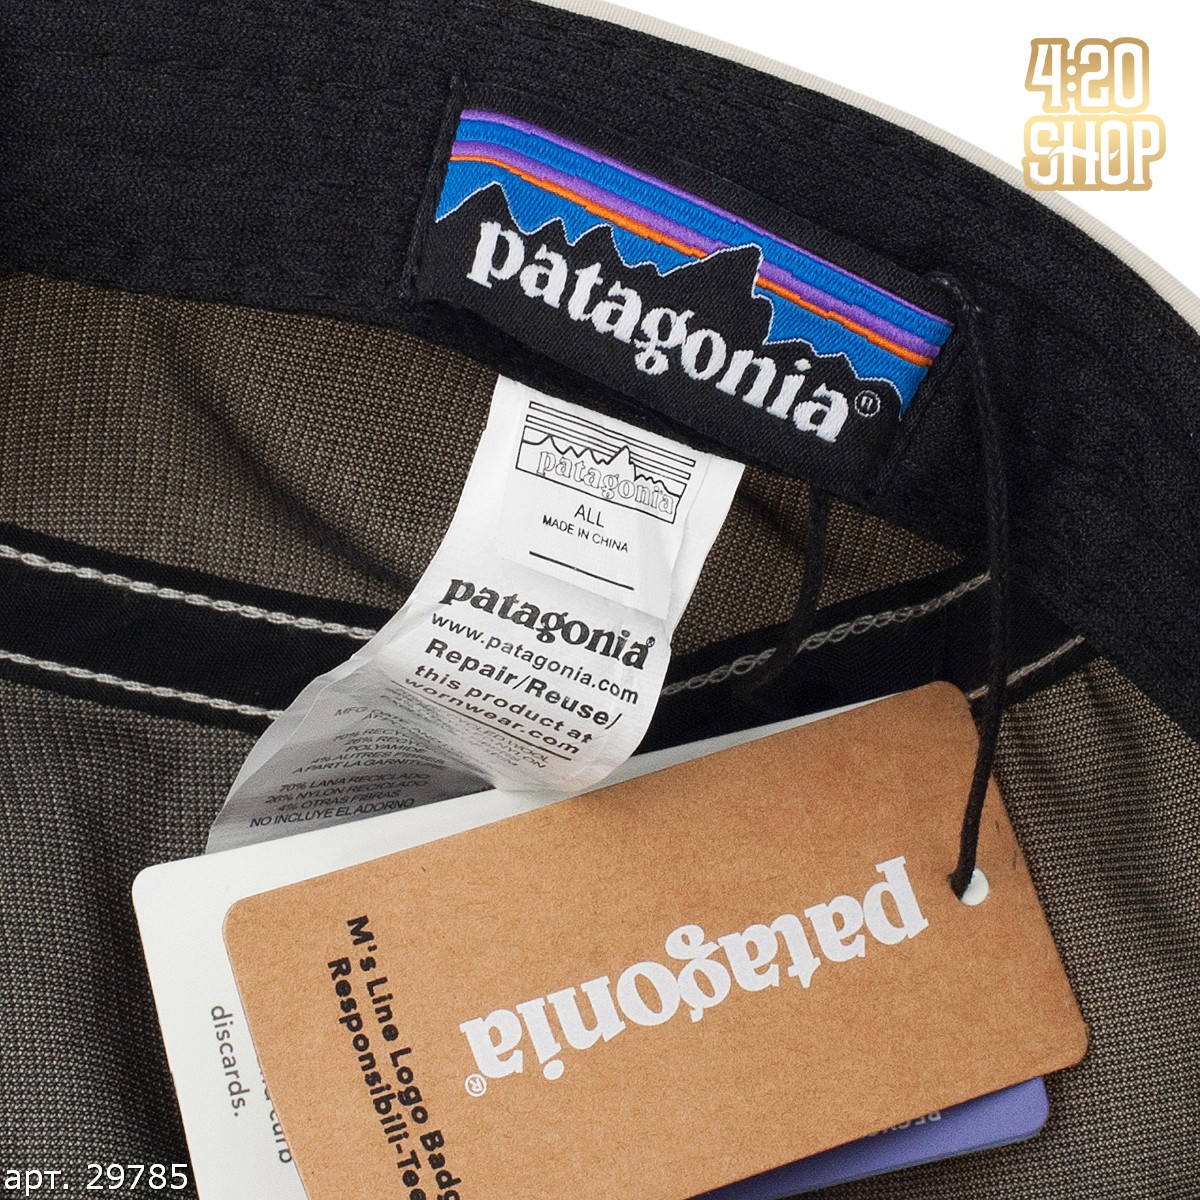 4:20
SHOP
patagonia®
patagonia
ALL
MADE IN CHINA
patagonia®
www.patagonia.com
Repair/Reuse/
this product at
wornwear.com
POLYAMIDE
70% LANA RECICLADO
26% NYLON RECICLADO
4% OTRAS FIBRAS
NO INCLUYE EL ADORNO
patagonia®
M's Line Logo Badg
Responsibili-Tee
discards.
арт. 29785